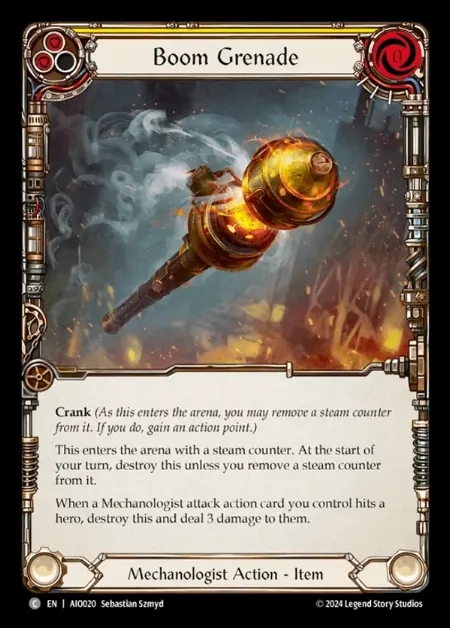 Boom Grenade
0
Crank (As this enters the arena, you may remove a steam counter
from it. If you do, gain an action point.)
This enters the arena with a steam counter. At the start of
your turn, destroy this unless you remove a steam counter
from it.
When a Mechanologist attack action card you control hits a
hero, destroy this and deal 3 damage to them.
Mechanologist Action - Item
C EN | AIO020 Sebastian Szmyd
© 2024 Legend Story Studios